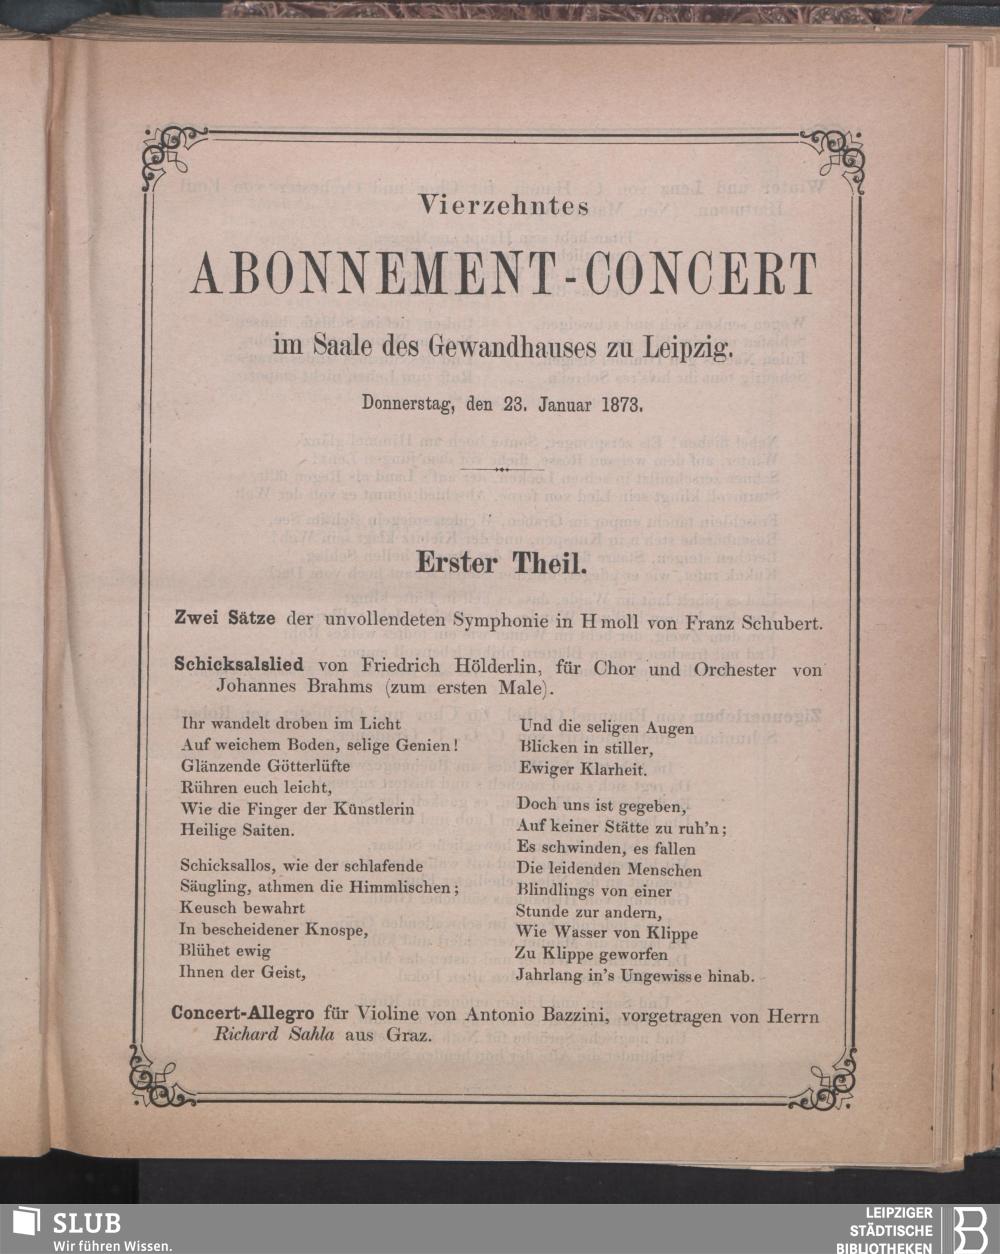 Vierzehntes
ABONNEMENT-CONCERT
im Saale des Gewandhauses zu Leipzig.
Donnerstag, den 23. Januar 1873.
Erster Theil.
Zwei Sätze der unvollendeten Symphonie in H moll von Franz Schubert.
Schicksalslied von Friedrich Hölderlin, für Chor und Orchester von
Johannes Brahms (zum ersten Male).
Ihr wandelt droben im Licht
Auf weichem Boden, selige Genien!
Glänzende Götterlüfte
Rühren euch leicht,
Wie die Finger der Künstlerin
Heilige Saiten.
Schicksallos, wie der schlafende
Säugling, athmen die Himmlischen;
Keusch bewahrt
In bescheidener Knospe,
Blühet ewig
Ihnen der Geist,
Und die seligen Augen
Blicken in stiller,
Ewiger Klarheit.
Doch uns ist gegeben,
Auf keiner Stätte zu ruh'n;
Es schwinden, es fallen
Die leidenden Menschen
Blindlings von einer
Stunde zur andern,
Wie Wasser von Klippe
Zu Klippe geworfen
Jahrlang in's Ungewisse hinab.
Concert-Allegro für Violine von Antonio Bazzini, vorgetragen von Herrn
Richard Sahla aus Graz.
SLUB
Wir führen Wissen.
LEIPZIGER
STÄDTISCHE
BIBLIOTHEKEN